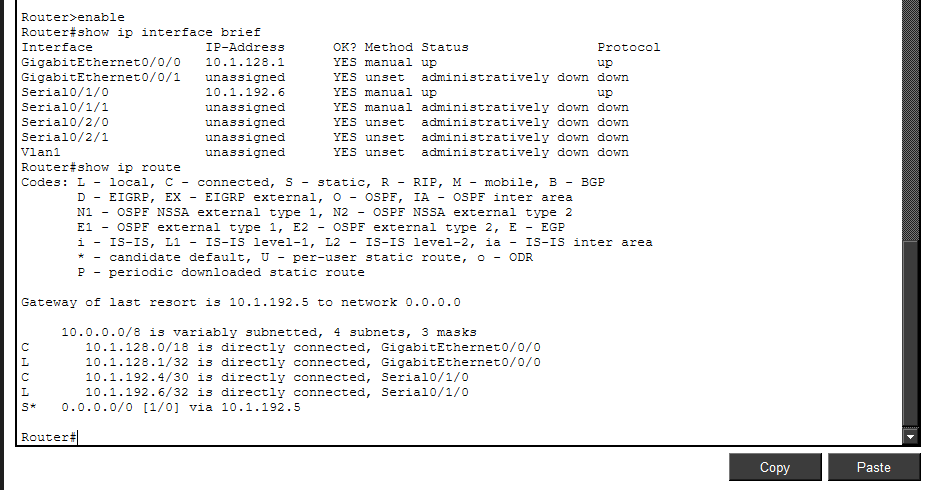 Router>enable
Router#show ip interface brief
Interface              IP-Address      OK? Method Status                Protocol
GigabitEthernet0/0/0   10.1.128.1      YES manual up                    up
GigabitEthernet0/0/1   unassigned      YES unset  administratively down down
Serial0/1/0            10.1.192.6      YES manual up                    up
Serial0/1/1            unassigned      YES manual administratively down down
Serial0/2/0            unassigned      YES unset  administratively down down
Serial0/2/1            unassigned      YES unset  administratively down down
Vlan1                  unassigned      YES unset  administratively down down
Router#show ip route
Codes: L - local, C - connected, S - static, R - RIP, M - mobile, B - BGP
       D - EIGRP, EX - EIGRP external, O - OSPF, IA - OSPF inter area
       N1 - OSPF NSSA external type 1, N2 - OSPF NSSA external type 2
       E1 - OSPF external type 1, E2 - OSPF external type 2, E - EGP
       i - IS-IS, L1 - IS-IS level-1, L2 - IS-IS level-2, ia - IS-IS inter area
       * - candidate default, U - per-user static route, o - ODR
       P - periodic downloaded static route
Gateway of last resort is 10.1.192.5 to network 0.0.0.0
     10.0.0.0/8 is variably subnetted, 4 subnets, 3 masks
C       10.1.128.0/18 is directly connected, GigabitEthernet0/0/0
L       10.1.128.1/32 is directly connected, GigabitEthernet0/0/0
C       10.1.192.4/30 is directly connected, Serial0/1/0
L       10.1.192.6/32 is directly connected, Serial0/1/0
S*   0.0.0.0/0 [1/0] via 10.1.192.5
Router#
Copy Paste